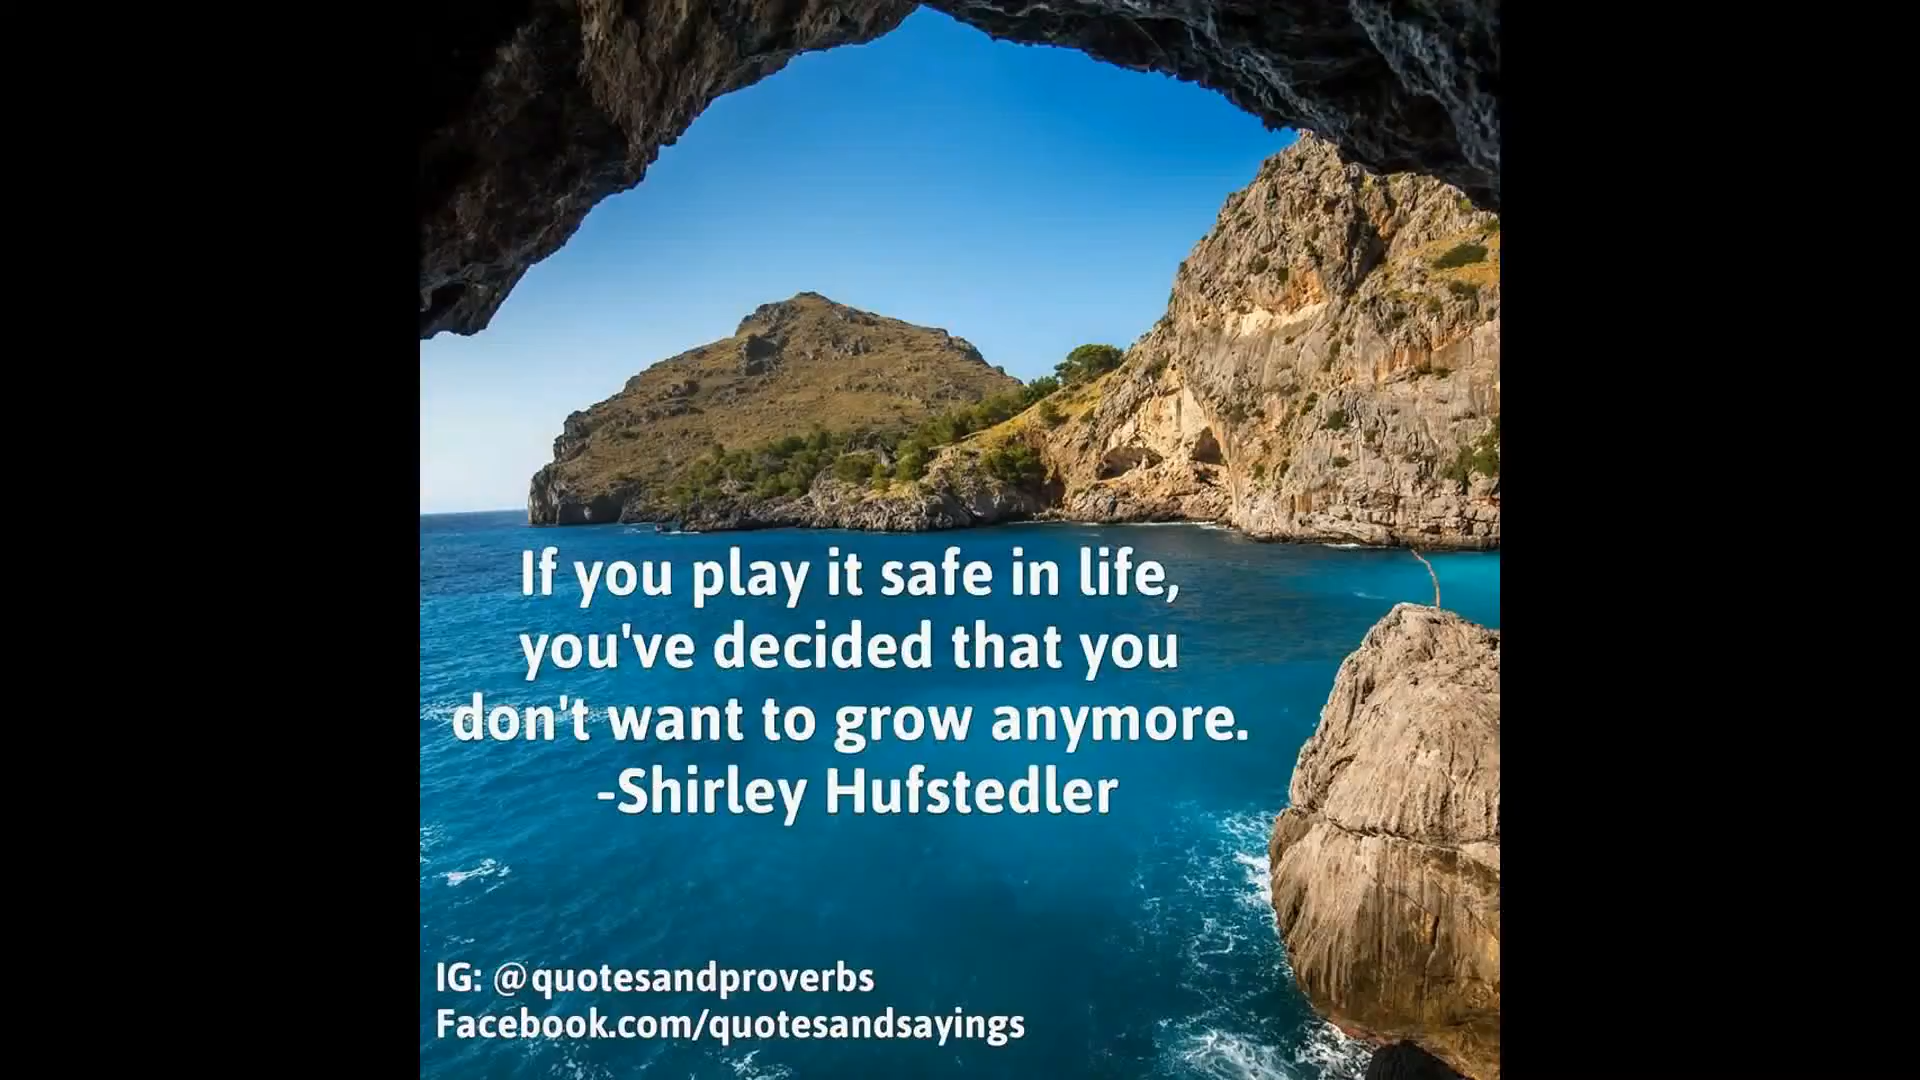 If you play it safe in life,
you've decided that you
don't want to grow anymore.
-Shirley Hufstedler
IG: @quotesandproverbs
Facebook.com/quotesandsayings